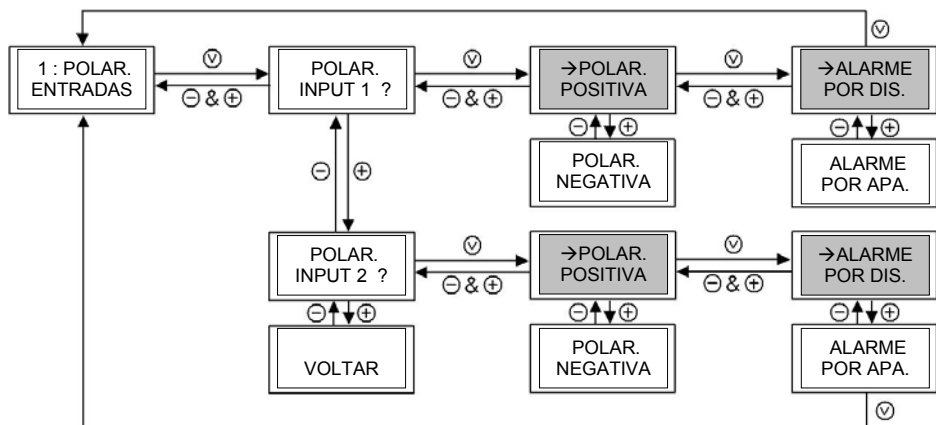 ⓥ
1 : POLAR.
ENTRADAS
ⓥ
⊖ & ⊕
POLAR.
INPUT 1 ?
ⓥ
⊖ & ⊕
→POLAR.
POSITIVA
ⓥ
⊖ & ⊕
→ALARME
POR DIS.
⊖ ⊕
⊖ ⊕
POLAR.
NEGATIVA
⊖ ⊕
ALARME
POR APA.
POLAR.
INPUT 2 ?
ⓥ
⊖ & ⊕
→POLAR.
POSITIVA
ⓥ
⊖ & ⊕
→ALARME
POR DIS.
⊖ ⊕
VOLTAR
⊖ ⊕
POLAR.
NEGATIVA
⊖ ⊕
ALARME
POR APA.
ⓥ